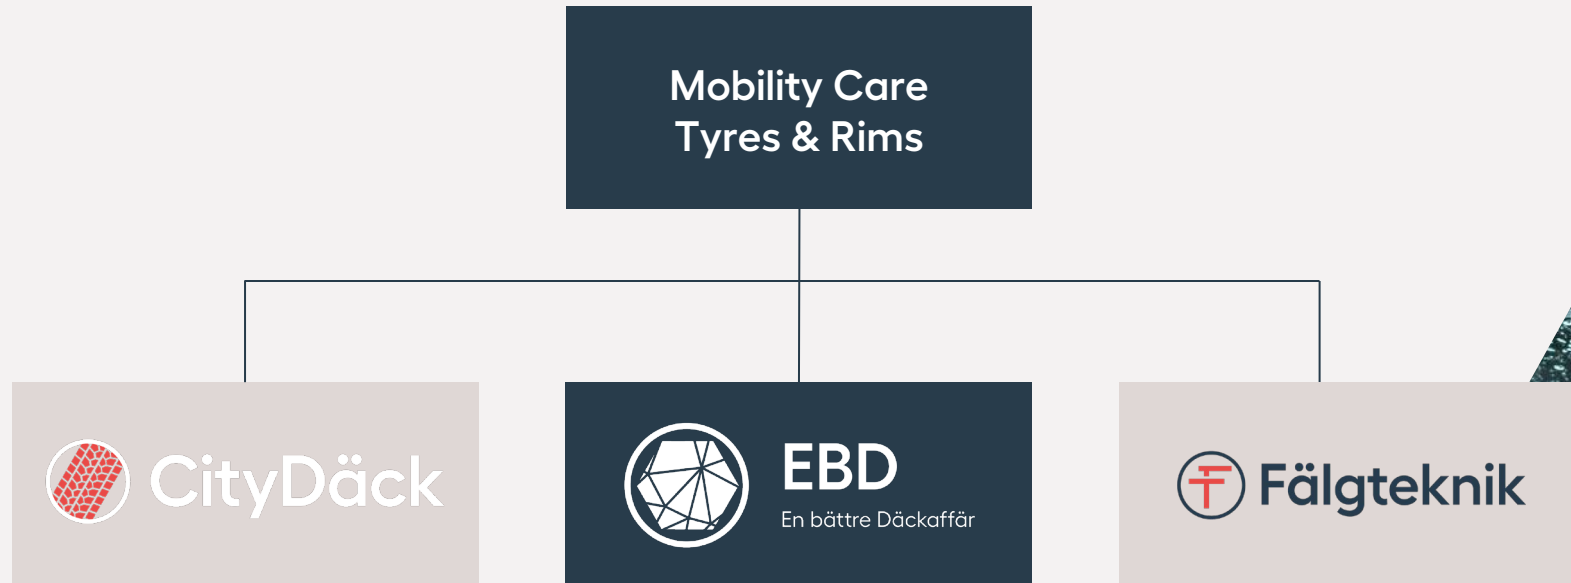 Mobility Care
Tyres & Rims
CityDäck
EBD
En bättre Däckaffär
Fälgteknik